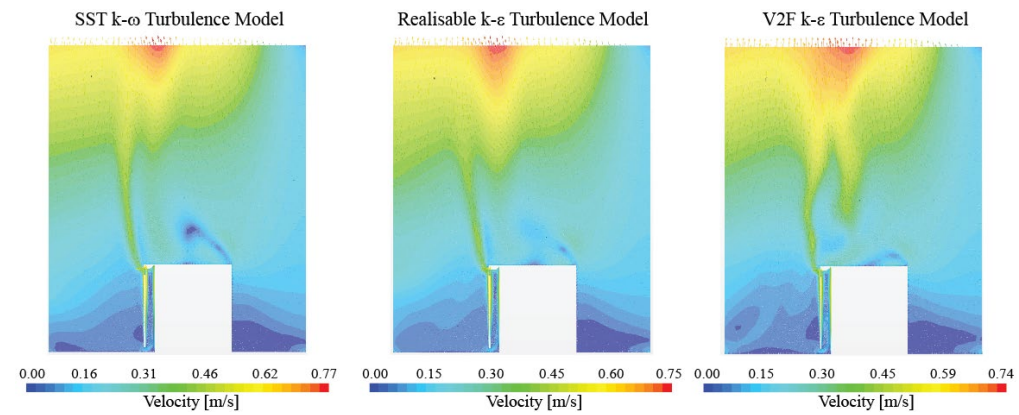 SST k-ω Turbulence Model
Realisable k-ε Turbulence Model
V2F k-ε Turbulence Model
0.00 0.16 0.31 0.46 0.62 0.77
Velocity [m/s]
0.00 0.15 0.30 0.45 0.60 0.75
Velocity [m/s]
0.00 0.15 0.30 0.45 0.59 0.74
Velocity [m/s]